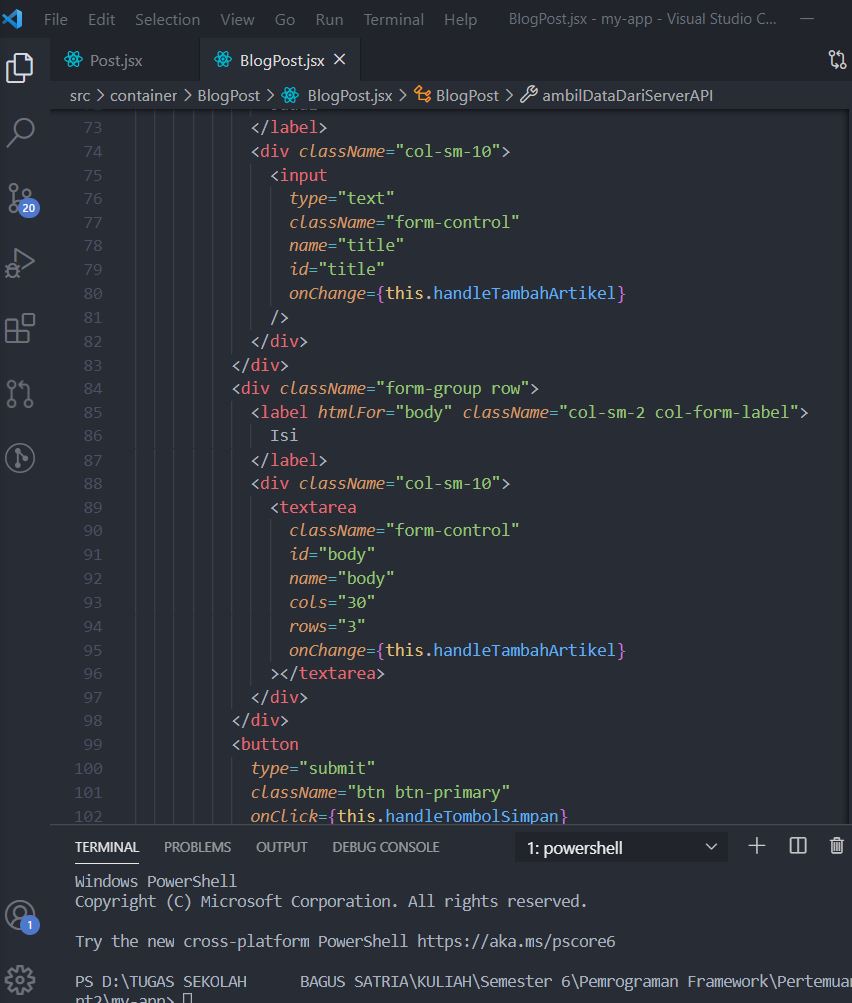 File Edit Selection View Go Run Terminal Help BlogPost.jsx - my-app - Visual Studio C...
Post.jsx BlogPost.jsx
src > container > BlogPost > BlogPost.jsx > BlogPost > ambilDataDariServerAPI
73 </label>
74 <div className="col-sm-10">
75 <input
76 type="text"
77 className="form-control"
78 name="title"
79 id="title"
80 onChange={this.handleTambahArtikel}
81 />
82 </div>
83 </div>
84 <div className="form-group row">
85 <label htmlFor="body" className="col-sm-2 col-form-label">
86 Isi
87 </label>
88 <div className="col-sm-10">
89 <textarea
90 className="form-control"
91 id="body"
92 name="body"
93 cols="30"
94 rows="3"
95 onChange={this.handleTambahArtikel}
96 ></textarea>
97 </div>
98 </div>
99 <button
100 type="submit"
101 className="btn btn-primary"
102 onClick={this.handleTombolSimpan}
20
1
TERMINAL PROBLEMS OUTPUT DEBUG CONSOLE 1: powershell
Windows PowerShell
Copyright (C) Microsoft Corporation. All rights reserved.
Try the new cross-platform PowerShell https://aka.ms/pscore6
PS D:\TUGAS SEKOLAH BAGUS SATRIA\KULIAH\Semester 6\Pemrograman Framework\Pertemuan
nt2\my-app>